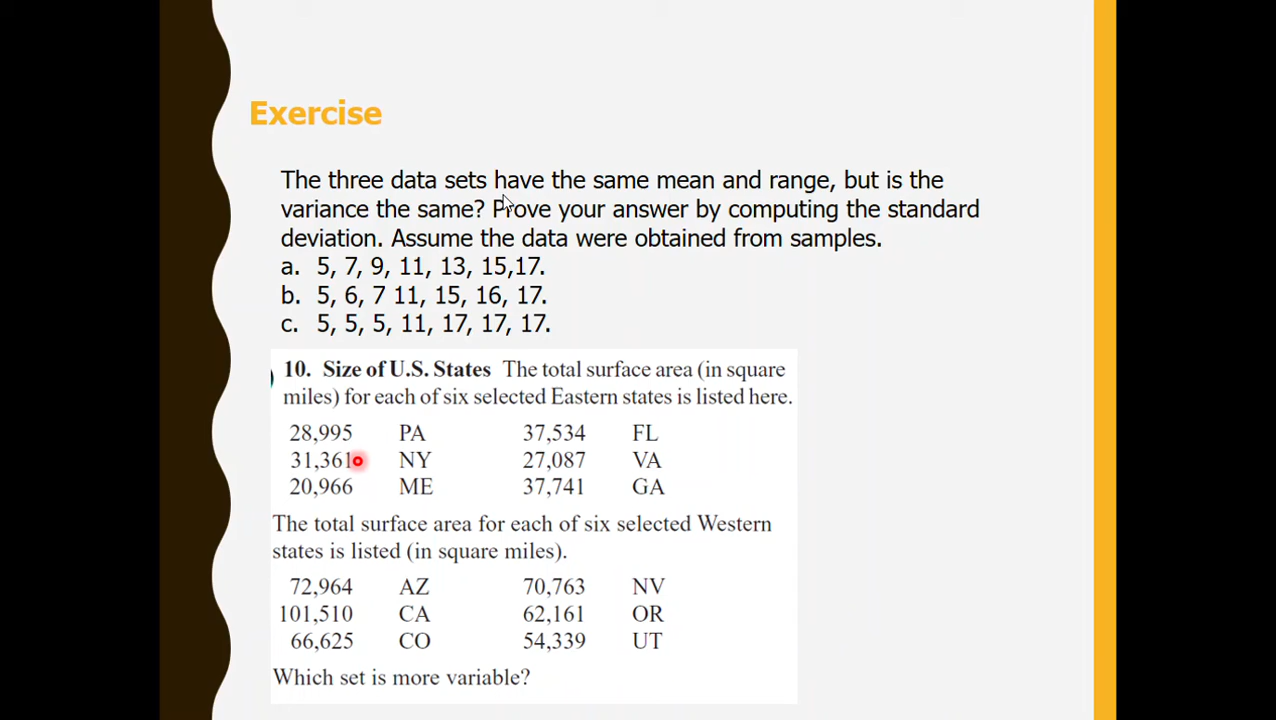 Exercise
The three data sets have the same mean and range, but is the
variance the same? Prove your answer by computing the standard
deviation. Assume the data were obtained from samples.
a. 5, 7, 9, 11, 13, 15,17.
b. 5, 6, 7 11, 15, 16, 17.
c. 5, 5, 5, 11, 17, 17, 17.
10. Size of U.S. States The total surface area (in square
miles) for each of six selected Eastern states is listed here.
28,995 PA 37,534 FL
31,361 NY 27,087 VA
20,966 ME 37,741 GA
The total surface area for each of six selected Western
states is listed (in square miles).
72,964 AZ 70,763 NV
101,510 CA 62,161 OR
66,625 CO 54,339 UT
Which set is more variable?